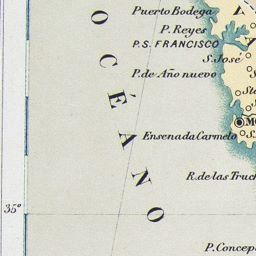 Puerto Bodega
P. Reyes
P.S. FRANCISCO
S. José
P. de Año nuevo
OCÉANO
Ensenada Carmelo
R. de las Truch
35°
P. Concep